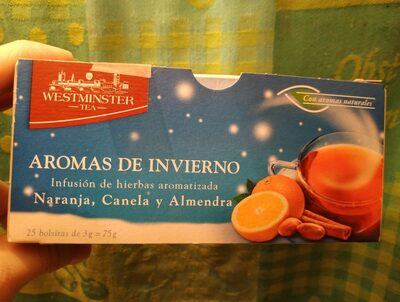 WESTMINSTER
TEA
Con aromas naturales
AROMAS DE INVIERNO
Infusión de hierbas aromatizada
Naranja, Canela y Almendra
25 bolsitas de 3g = 75g